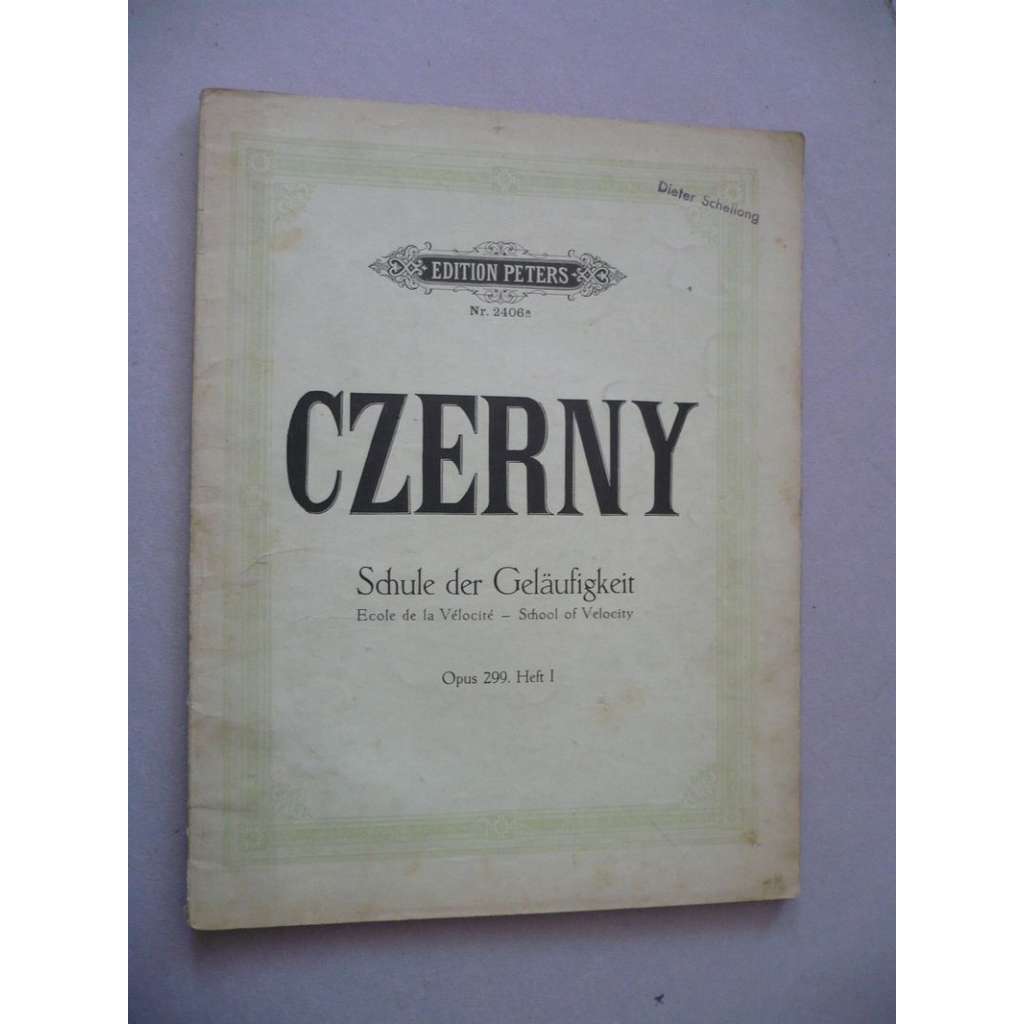 Dieter Schellong
EDITION PETERS
Nr. 2406a
CZERNY
Schule der Geläufigkeit
Ecole de la Vélocité – School of Velocity
Opus 299. Heft I